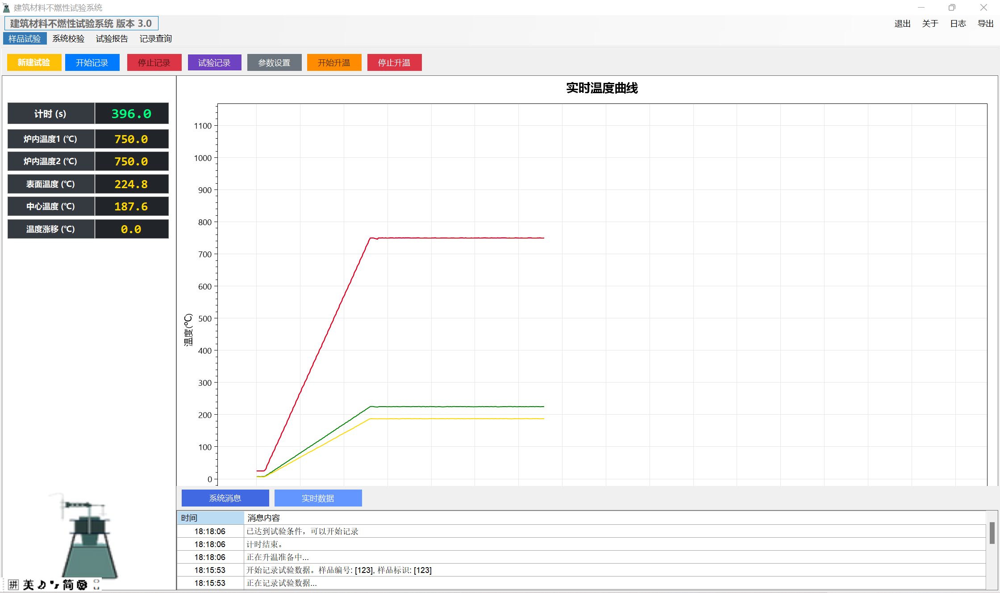 建筑材料不燃性试验系统
建筑材料不燃性试验系统 版本 3.0
退出 关于 日志 导出
样品试验 系统校验 试验报告 记录查询
新建试验 开始记录 停止记录 试验记录 参数设置 开始升温 停止升温
计时 (s) 396.0
炉内温度1 (℃) 750.0
炉内温度2 (℃) 750.0
表面温度 (℃) 224.8
中心温度 (℃) 187.6
温度涨移 (℃) 0.0
实时温度曲线
1100
1000
900
800
700
600
500
400
300
200
100
0
温度(℃)
系统消息 实时数据
时间 消息内容
18:18:06 已达到试验条件，可以开始记录
18:18:06 计时结束。
18:18:06 正在升温准备中...
18:15:53 开始记录试验数据。样品编号: [123], 样品标识: [123]
18:15:53 正在记录试验数据...
拼 英 简